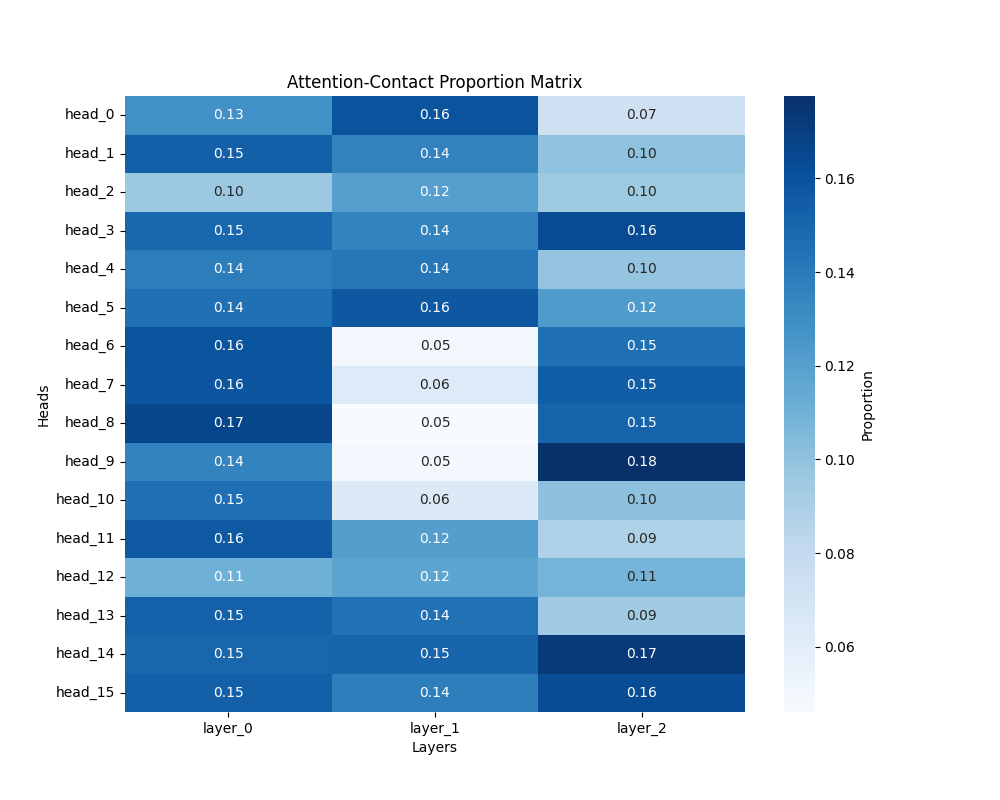 Attention-Contact Proportion Matrix
head_0 0.13 0.16 0.07
head_1 0.15 0.14 0.10
head_2 0.10 0.12 0.10
head_3 0.15 0.14 0.16
head_4 0.14 0.14 0.10
head_5 0.14 0.16 0.12
head_6 0.16 0.05 0.15
head_7 0.16 0.06 0.15
head_8 0.17 0.05 0.15
head_9 0.14 0.05 0.18
head_10 0.15 0.06 0.10
head_11 0.16 0.12 0.09
head_12 0.11 0.12 0.11
head_13 0.15 0.14 0.09
head_14 0.15 0.15 0.17
head_15 0.15 0.14 0.16
layer_0 layer_1 layer_2
Layers
Heads
0.16
0.14
0.12
0.10
0.08
0.06
Proportion